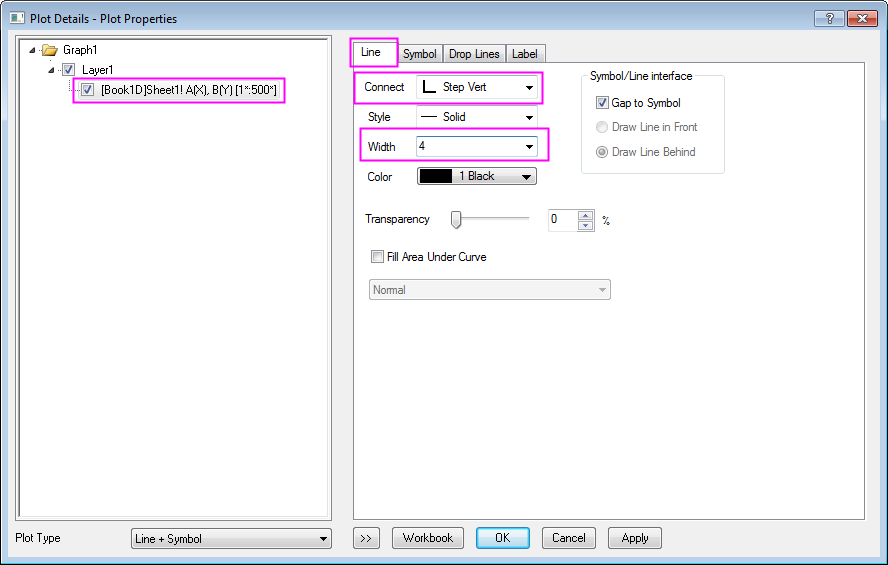 Plot Details - Plot Properties
?
Graph1
Layer1
[Book1D]Sheet1! A(X), B(Y) [1*:500*]
Line
Symbol
Drop Lines
Label
Connect
Step Vert
Style
Solid
Width
4
Color
1 Black
Symbol/Line interface
Gap to Symbol
Draw Line in Front
Draw Line Behind
Transparency
0
%
Fill Area Under Curve
Normal
Plot Type
Line + Symbol
>>
Workbook
OK
Cancel
Apply